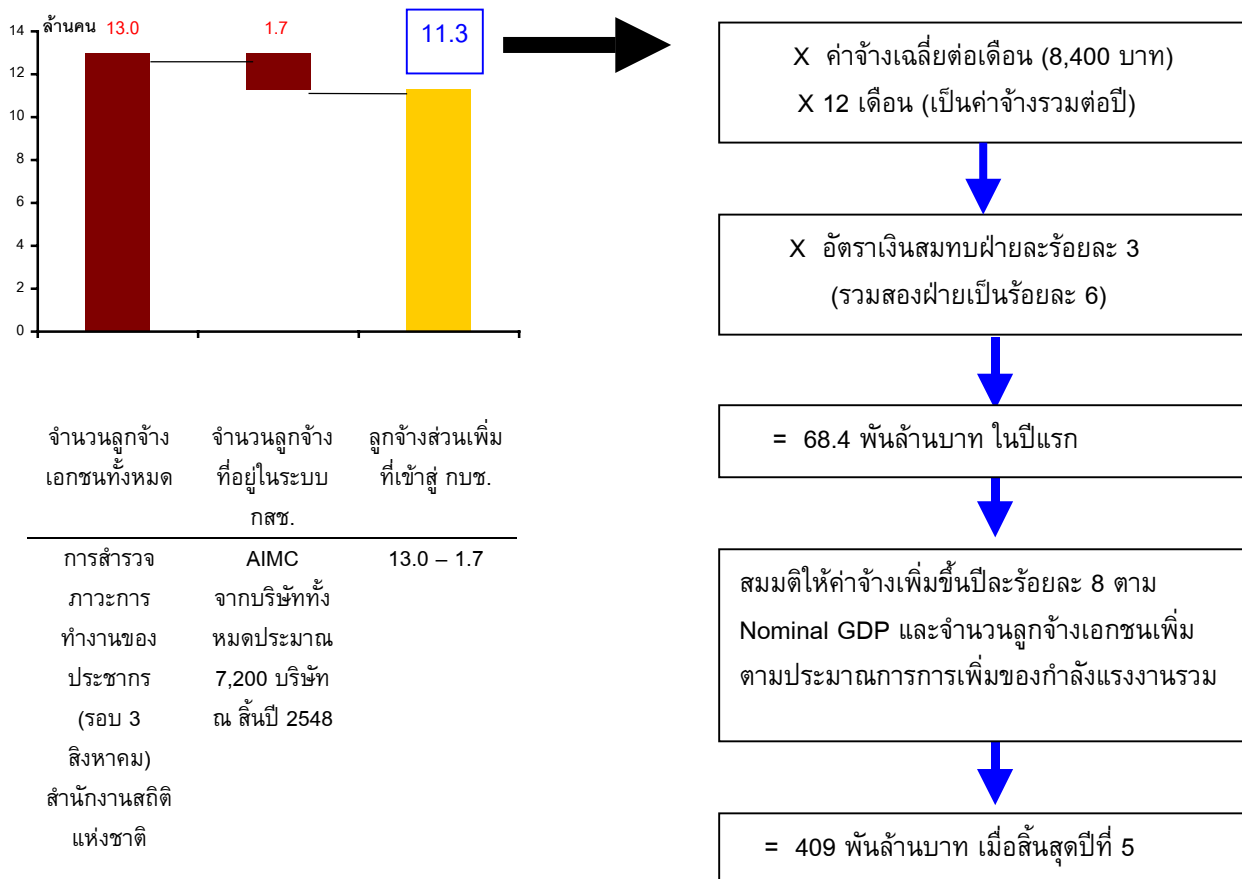 ล้านคน 13.0 1.7 11.3
14
12
10
8
6
4
2
0
จำนวนลูกจ้าง
เอกชนทั้งหมด
จำนวนลูกจ้าง
ที่อยู่ในระบบ
กสช.
ลูกจ้างส่วนเพิ่ม
ที่เข้าสู่ กบช.
การสำรวจ
ภาวะการ
ทำงานของ
ประชากร
(รอบ 3
สิงหาคม)
สำนักงานสถิติ
แห่งชาติ
AIMC
จากบริษัททั้ง
หมดประมาณ
7,200 บริษัท
ณ สิ้นปี 2548
13.0 – 1.7
X ค่าจ้างเฉลี่ยต่อเดือน (8,400 บาท)
X 12 เดือน (เป็นค่าจ้างรวมต่อปี)
X อัตราเงินสมทบฝ่ายละร้อยละ 3
(รวมสองฝ่ายเป็นร้อยละ 6)
= 68.4 พันล้านบาท ในปีแรก
สมมติให้ค่าจ้างเพิ่มขึ้นปีละร้อยละ 8 ตาม
Nominal GDP และจำนวนลูกจ้างเอกชนเพิ่ม
ตามประมาณการการเพิ่มของกำลังแรงงานรวม
= 409 พันล้านบาท เมื่อสิ้นสุดปีที่ 5